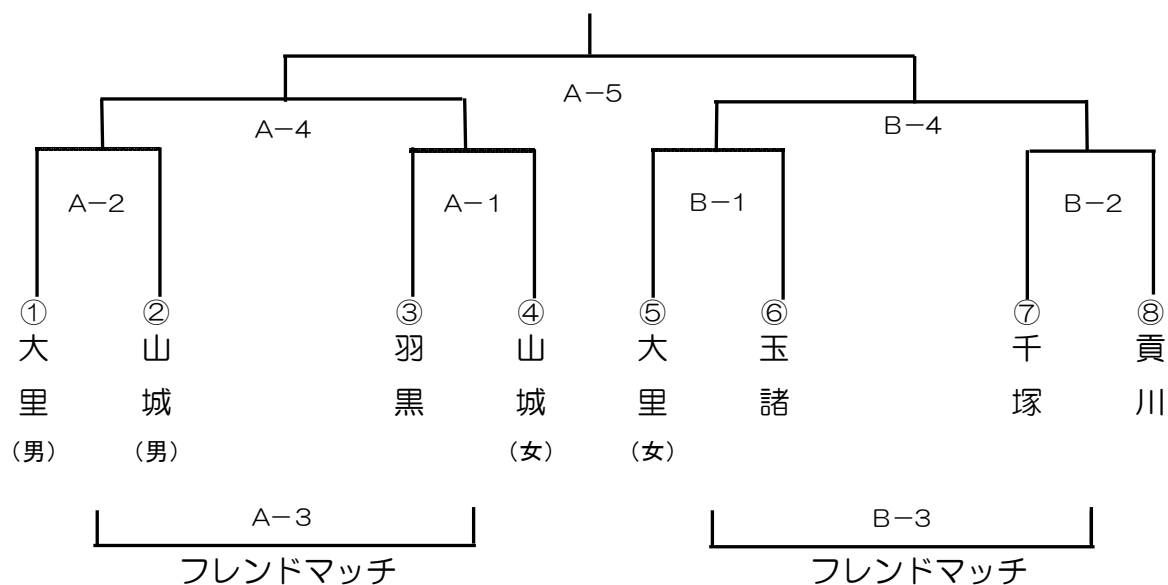 A-5
A-4
B-4
A-2
A-1
B-1
B-2
①大里(男)
②山城(男)
③羽黒
④山城(女)
⑤大里(女)
⑥玉諸
⑦千塚
⑧貢川
A-3
B-3
フレンドマッチ
フレンドマッチ